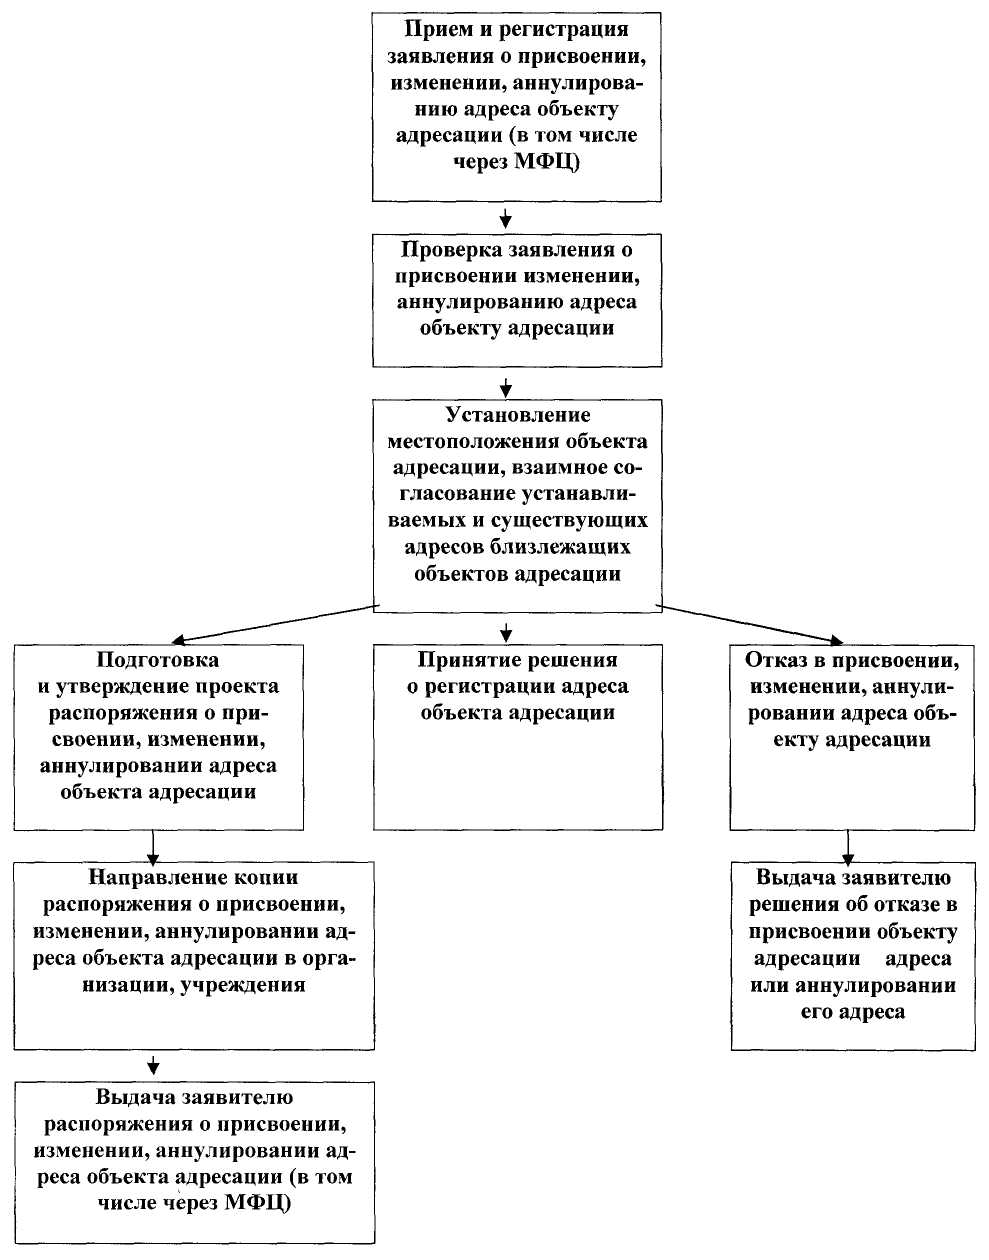 Прием и регистрация
заявления о присвоении,
изменении, аннулирова-
нию адреса объекту
адресации (в том числе
через МФЦ)
Проверка заявления о
присвоении изменении,
аннулированию адреса
объекту адресации
Установление
местоположения объекта
адресации, взаимное со-
гласование устанавли-
ваемых и существующих
адресов близлежащих
объектов адресации
Подготовка
и утверждение проекта
распоряжения о при-
своении, изменении,
аннулировании адреса
объекта адресации
Принятие решения
о регистрации адреса
объекта адресации
Отказ в присвоении,
изменении, аннули-
ровании адреса объ-
екту адресации
Направление копии
распоряжения о присвоении,
изменении, аннулировании ад-
реса объекта адресации в орга-
низации, учреждения
Выдача заявителю
решения об отказе в
присвоении объекту
адресации адреса
или аннулировании
его адреса
Выдача заявителю
распоряжения о присвоении,
изменении, аннулировании ад-
реса объекта адресации (в том
числе через МФЦ)